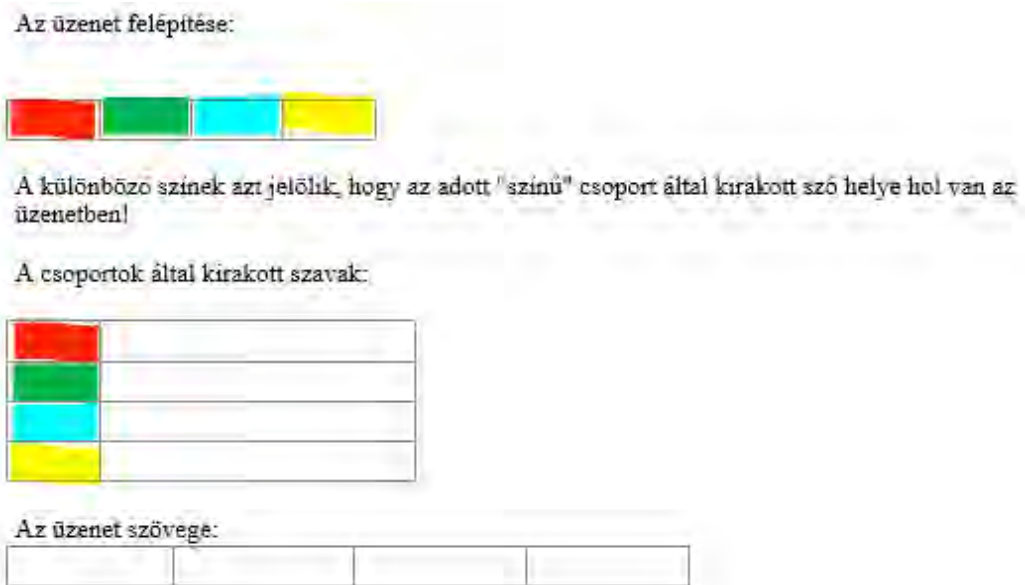 Az üzenet felépítése:
A különböző színek azt jelölik, hogy az adott "színű" csoport által kirakott szó helye hol van az
üzenetben!
A csoportok által kirakott szavak:
Az üzenet szövege: